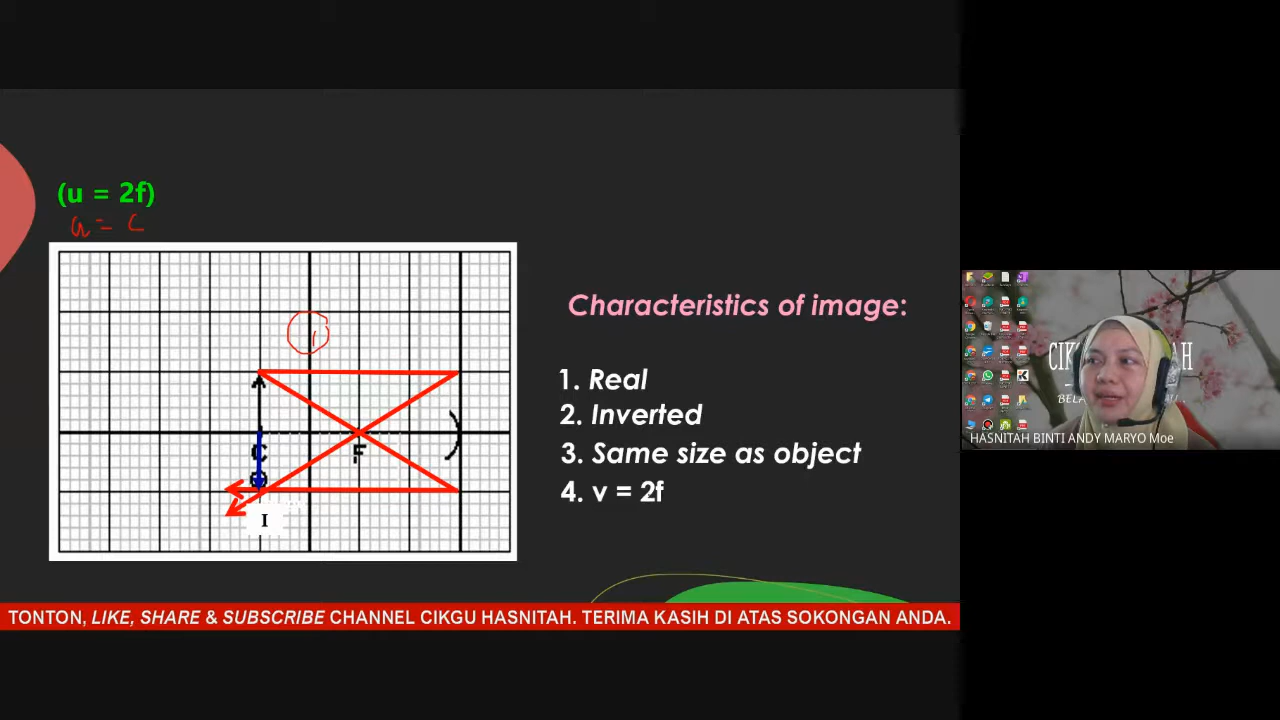 (u = 2f)
u = C
1
C
F
I
Characteristics of image:
1. Real
2. Inverted
3. Same size as object
4. v = 2f
HASNITAH BINTI ANDY MARYO Moe
TONTON, LIKE, SHARE & SUBSCRIBE CHANNEL CIKGU HASNITAH. TERIMA KASIH DI ATAS SOKONGAN ANDA.